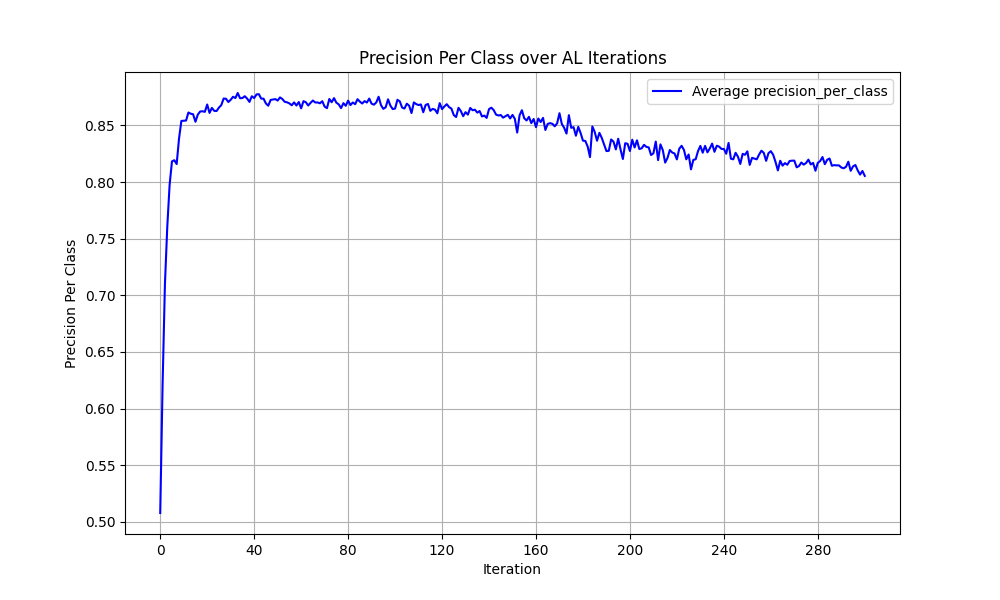 Precision Per Class over AL Iterations
Average precision_per_class
Precision Per Class
0.85
0.80
0.75
0.70
0.65
0.60
0.55
0.50
0 40 80 120 160 200 240 280
Iteration